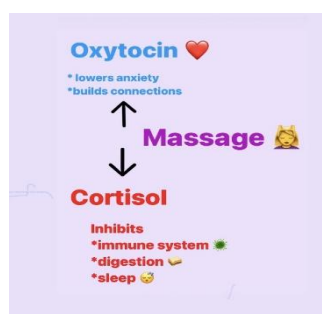 Oxytocin ❤️
* lowers anxiety
*builds connections
Massage 💆
Cortisol
Inhibits
*immune system 🦠
*digestion 🫔
*sleep 😴